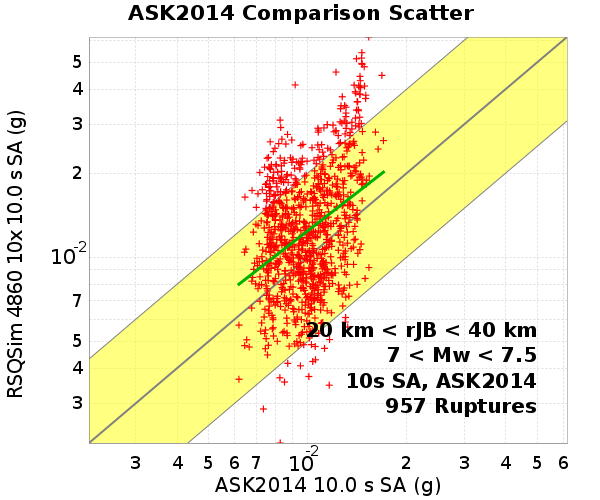 ASK2014 Comparison Scatter
RSQSim 4860 10x 10.0 s SA (g)
5
4
3
2
10-2
7
5
4
3
20 km < rJB < 40 km
7 < Mw < 7.5
10s SA, ASK2014
957 Ruptures
3 4 5 6 7 10-2 2 3 4 5 6
ASK2014 10.0 s SA (g)